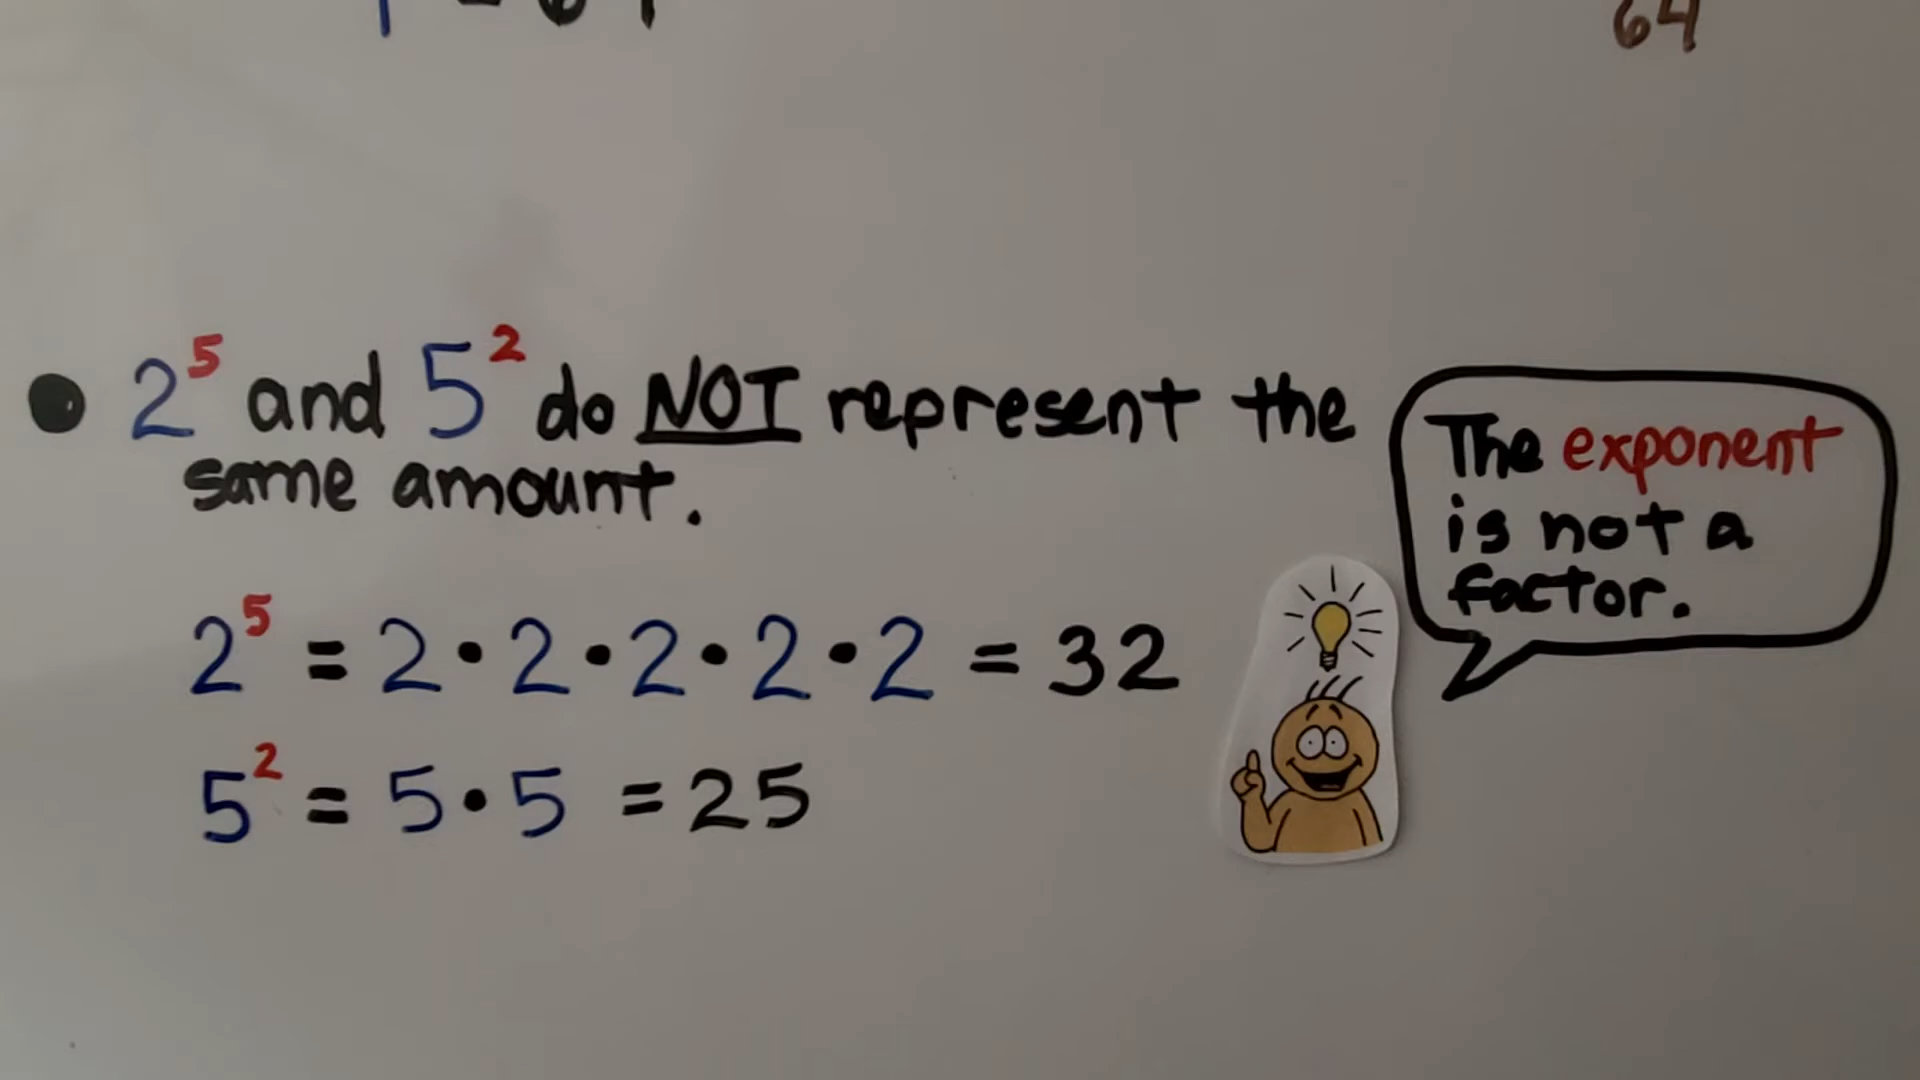 64
● 2⁵ and 5² do NOT represent the
same amount.
The exponent
is not a
factor.
2⁵ = 2 • 2 • 2 • 2 • 2 = 32
5² = 5 • 5 = 25